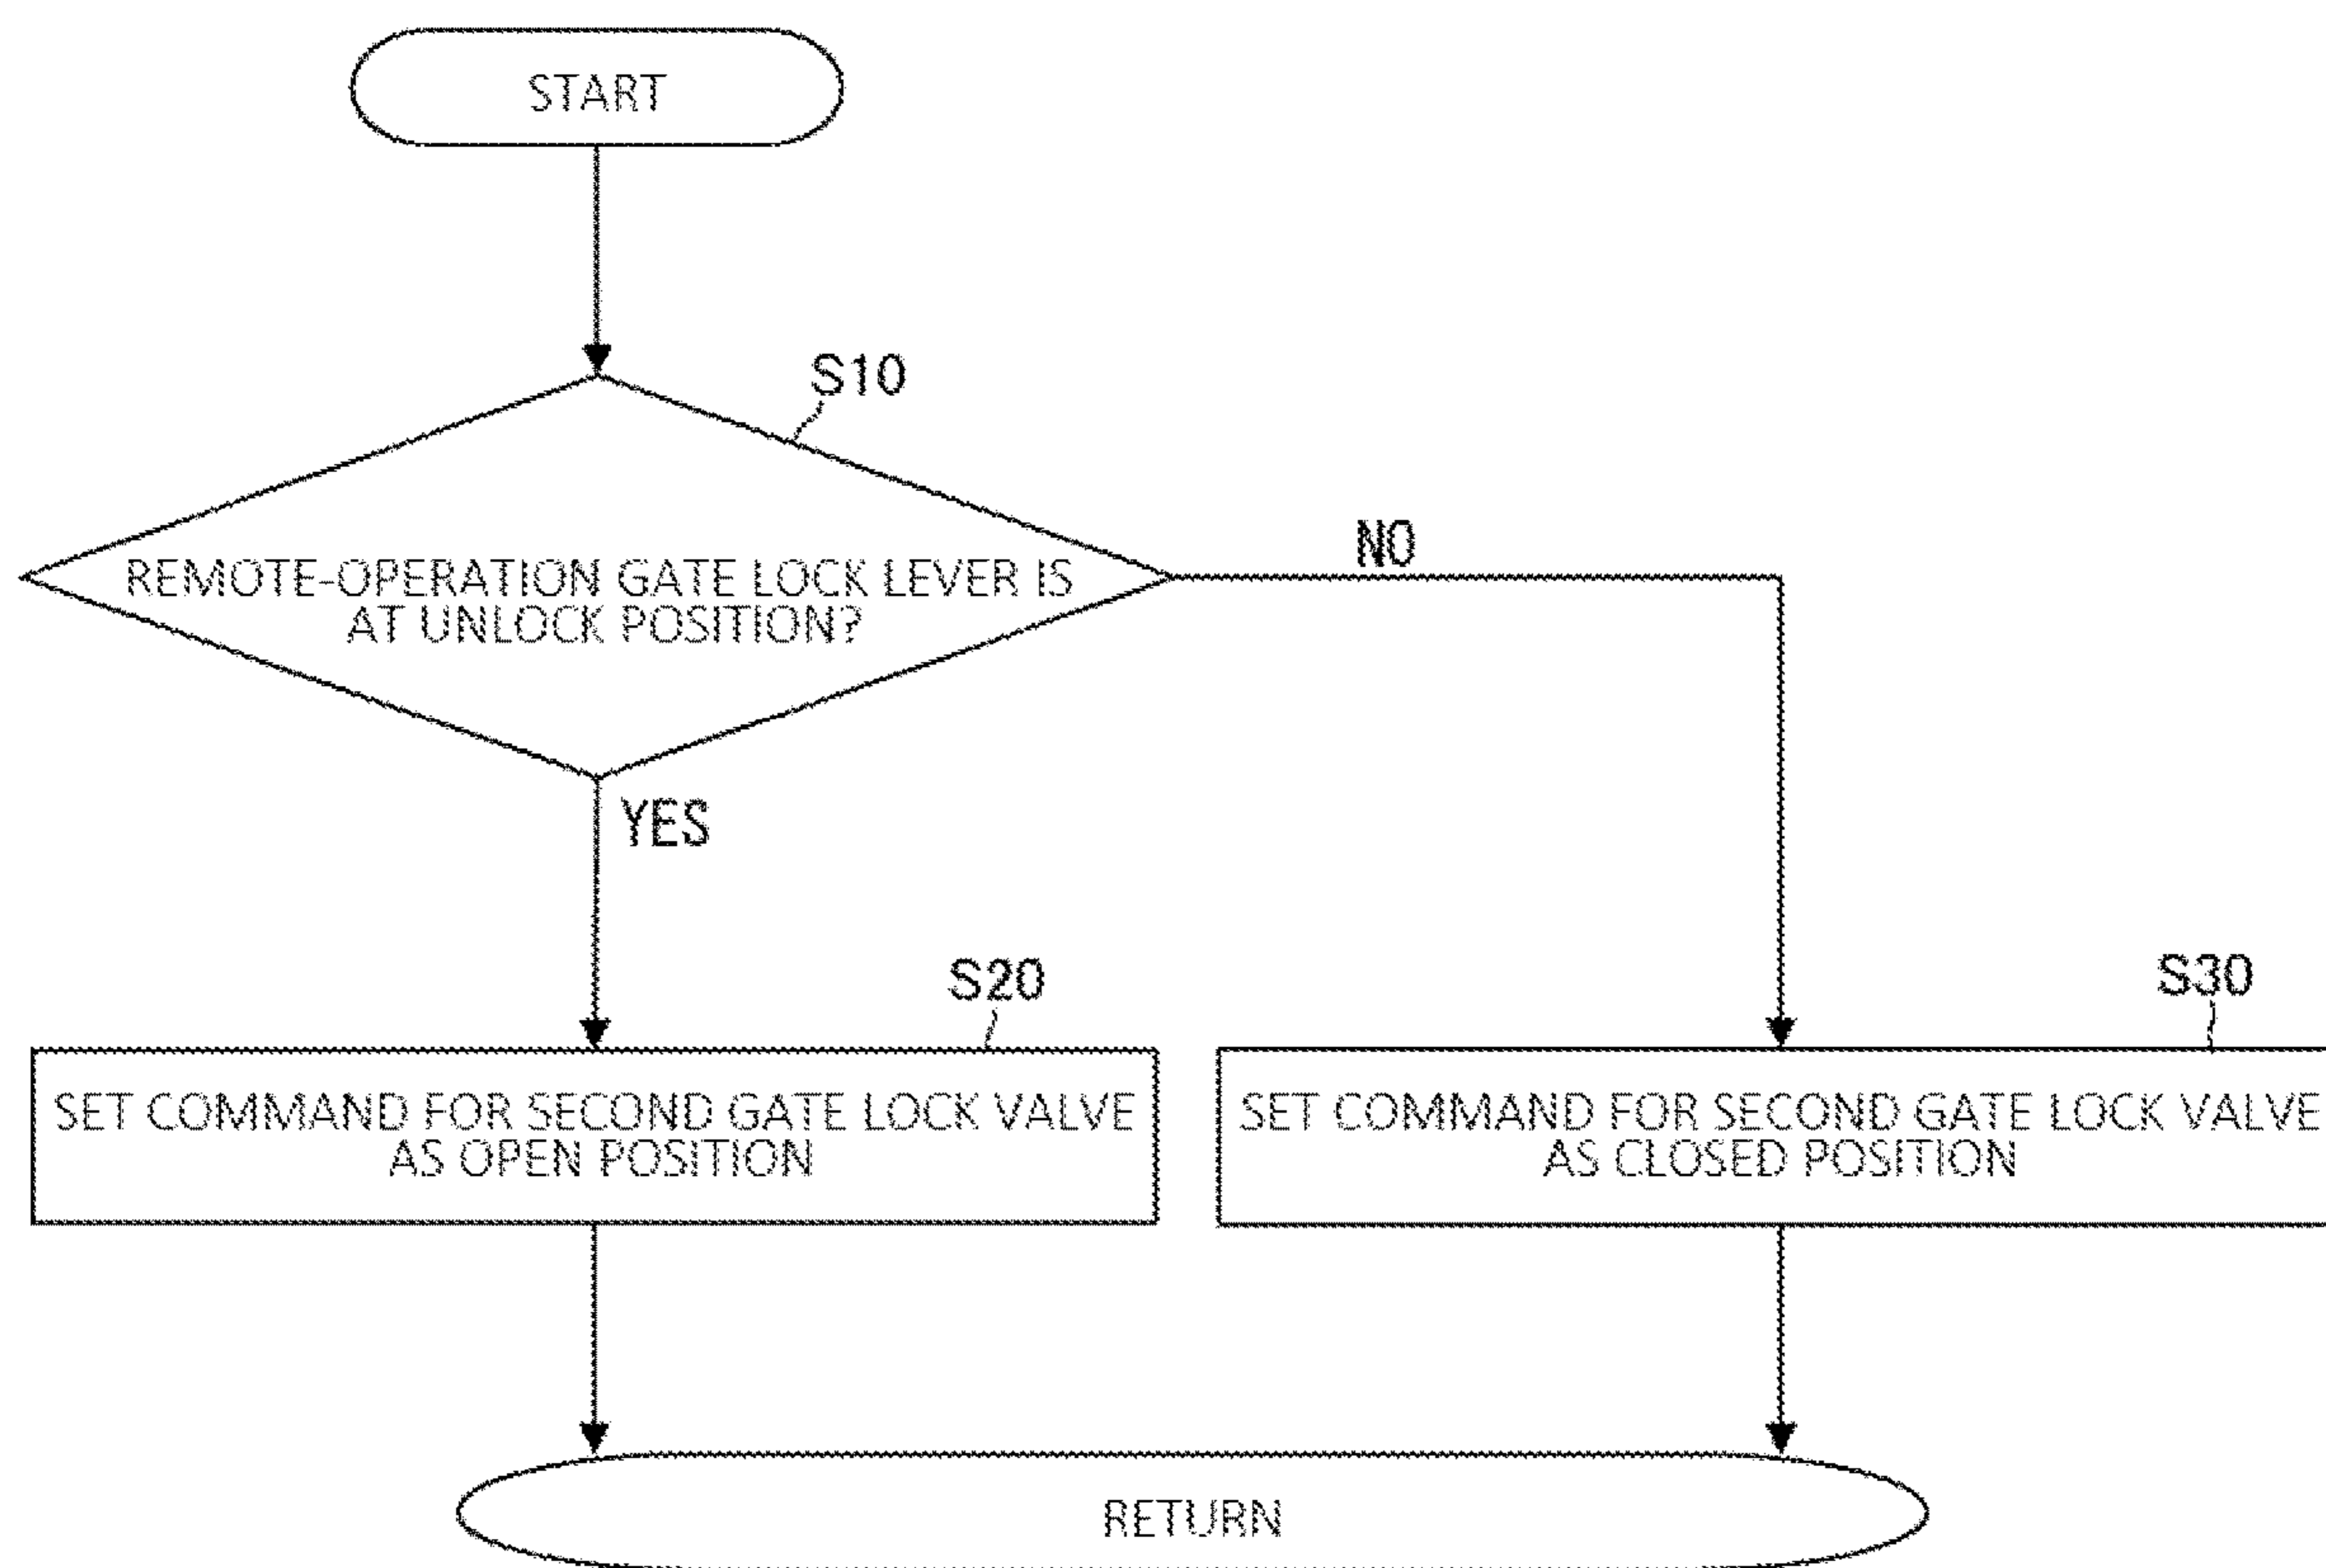 START
S10
REMOTE-OPERATION GATE LOCK LEVER IS
AT UNLOCK POSITION?
NO
YES
S20
SET COMMAND FOR SECOND GATE LOCK VALVE
AS OPEN POSITION
S30
SET COMMAND FOR SECOND GATE LOCK VALVE
AS CLOSED POSITION
RETURN